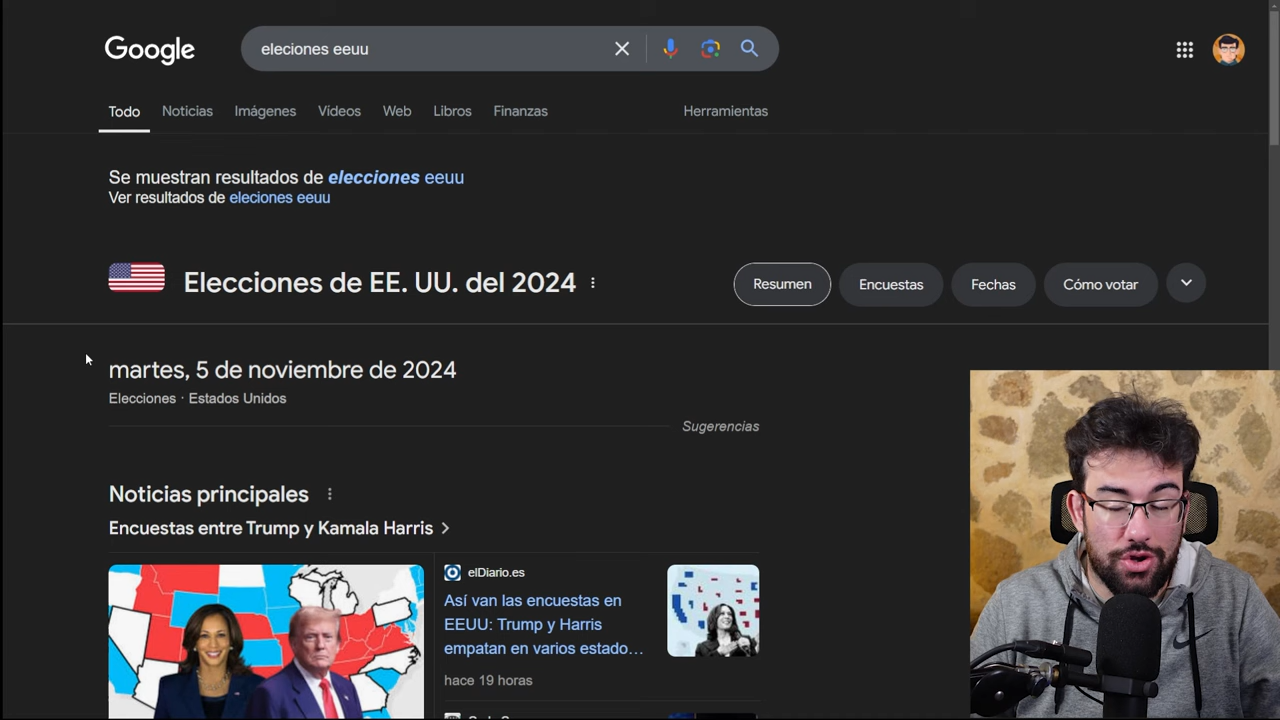 Google
eleciones eeuu
Todo Noticias Imágenes Vídeos Web Libros Finanzas Herramientas
Se muestran resultados de elecciones eeuu
Ver resultados de eleciones eeuu
Elecciones de EE. UU. del 2024
Resumen Encuestas Fechas Cómo votar
martes, 5 de noviembre de 2024
Elecciones · Estados Unidos
Sugerencias
Noticias principales
Encuestas entre Trump y Kamala Harris
elDiario.es
Así van las encuestas en
EEUU: Trump y Harris
empatan en varios estado...
hace 19 horas